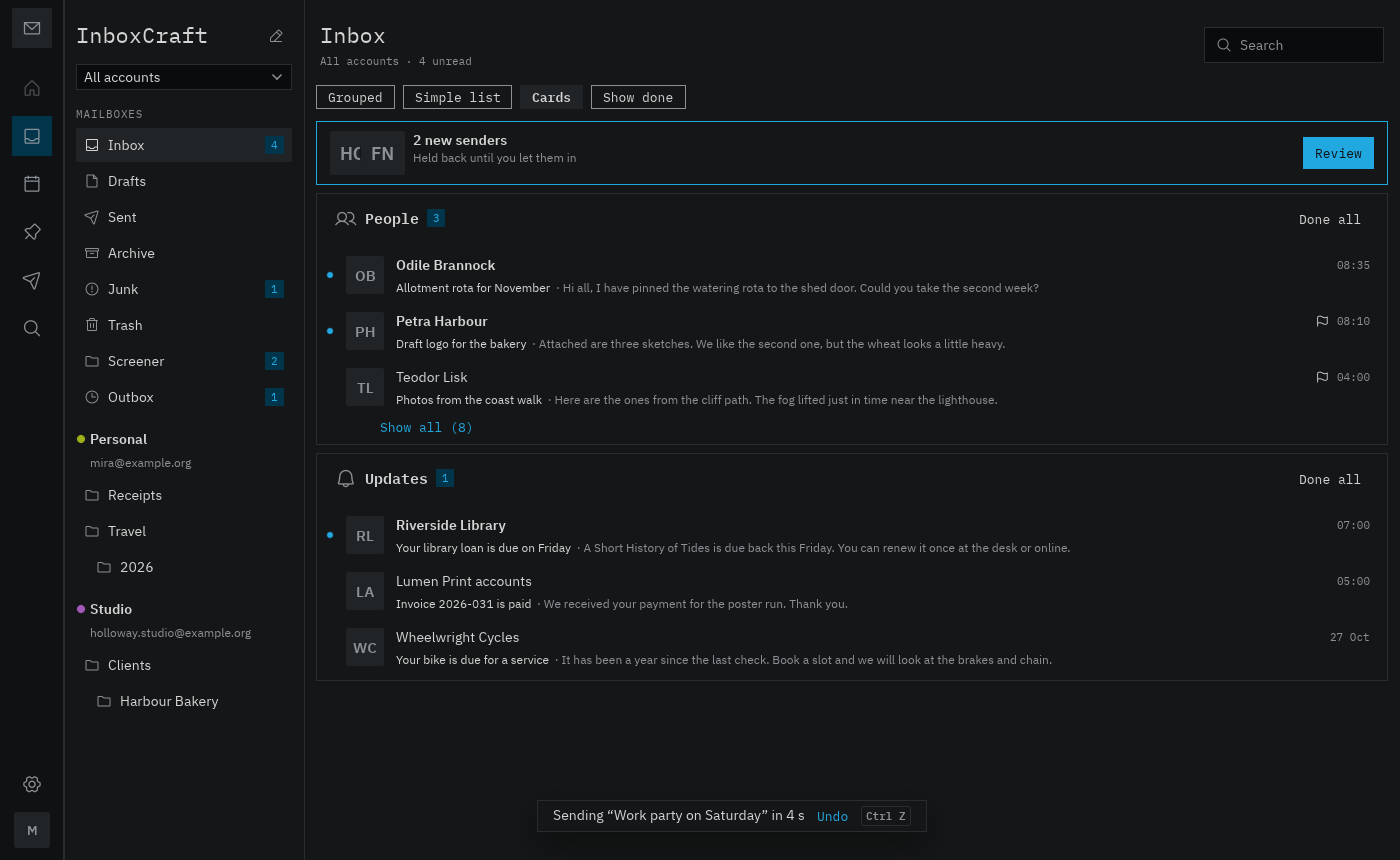 InboxCraft
All accounts
MAILBOXES
Inbox 4
Drafts
Sent
Archive
Junk 1
Trash
Screener 2
Outbox 1
Personal
mira@example.org
Receipts
Travel
2026
Studio
holloway.studio@example.org
Clients
Harbour Bakery
M
Inbox
All accounts · 4 unread
Search
Grouped Simple list Cards Show done
FN
2 new senders
Held back until you let them in
Review
People 3 Done all
OB Odile Brannock 08:35
Allotment rota for November · Hi all, I have pinned the watering rota to the shed door. Could you take the second week?
PH Petra Harbour 08:10
Draft logo for the bakery · Attached are three sketches. We like the second one, but the wheat looks a little heavy.
TL Teodor Lisk 04:00
Photos from the coast walk · Here are the ones from the cliff path. The fog lifted just in time near the lighthouse.
Show all (8)
Updates 1 Done all
RL Riverside Library 07:00
Your library loan is due on Friday · A Short History of Tides is due back this Friday. You can renew it once at the desk or online.
LA Lumen Print accounts 05:00
Invoice 2026-031 is paid · We received your payment for the poster run. Thank you.
WC Wheelwright Cycles 27 Oct
Your bike is due for a service · It has been a year since the last check. Book a slot and we will look at the brakes and chain.
Sending “Work party on Saturday” in 4 s Undo Ctrl Z